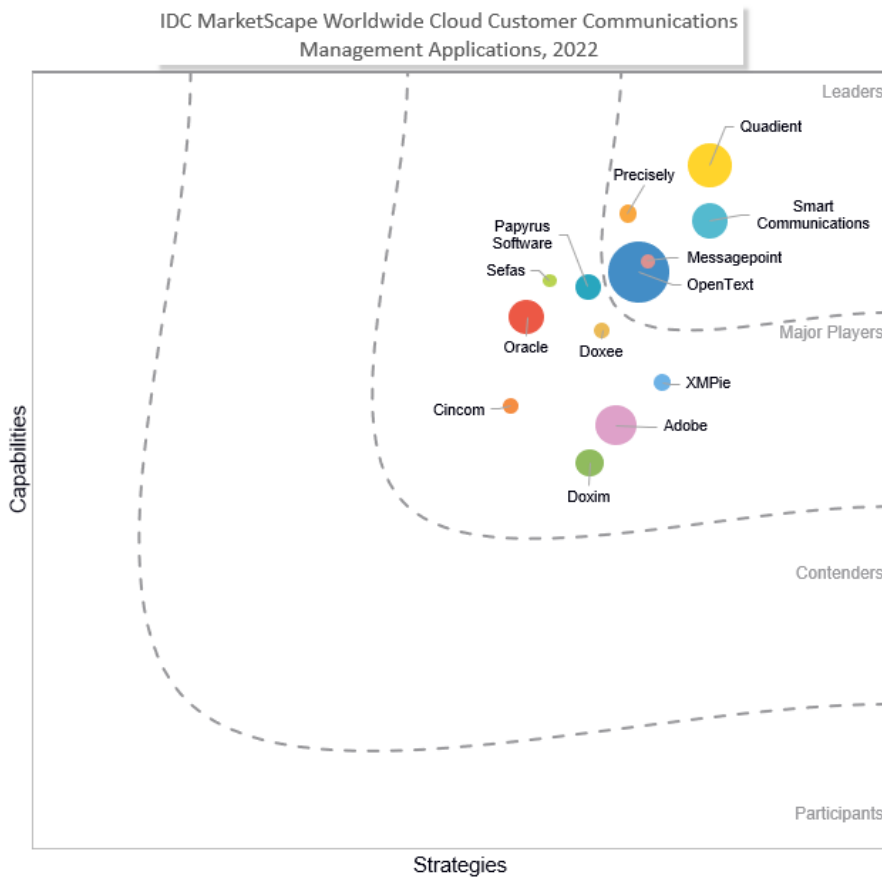 IDC MarketScape Worldwide Cloud Customer Communications
Management Applications, 2022
Leaders
Quadient
Precisely
Smart
Communications
Papyrus
Software
Messagepoint
Sefas
OpenText
Major Players
Oracle
Doxee
XMPie
Cincom
Adobe
Doxim
Capabilities
Contenders
Participants
Strategies